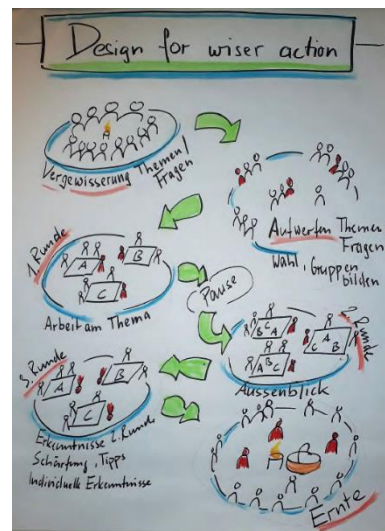 Design for wiser action
Vergewisserung Themen/
Fragen
Aufwerfen Themen
Fragen
Wahl, Gruppen
bilden
1. Runde
A
B
C
Arbeit am Thema
Pause
2. Runde
B C A
C A B
A B C
Aussenblick
3. Runde
A
B
C
Erkenntnisse 2. Runde
Schärfung, Tipps
Individuelle Erkenntnisse
Ernte